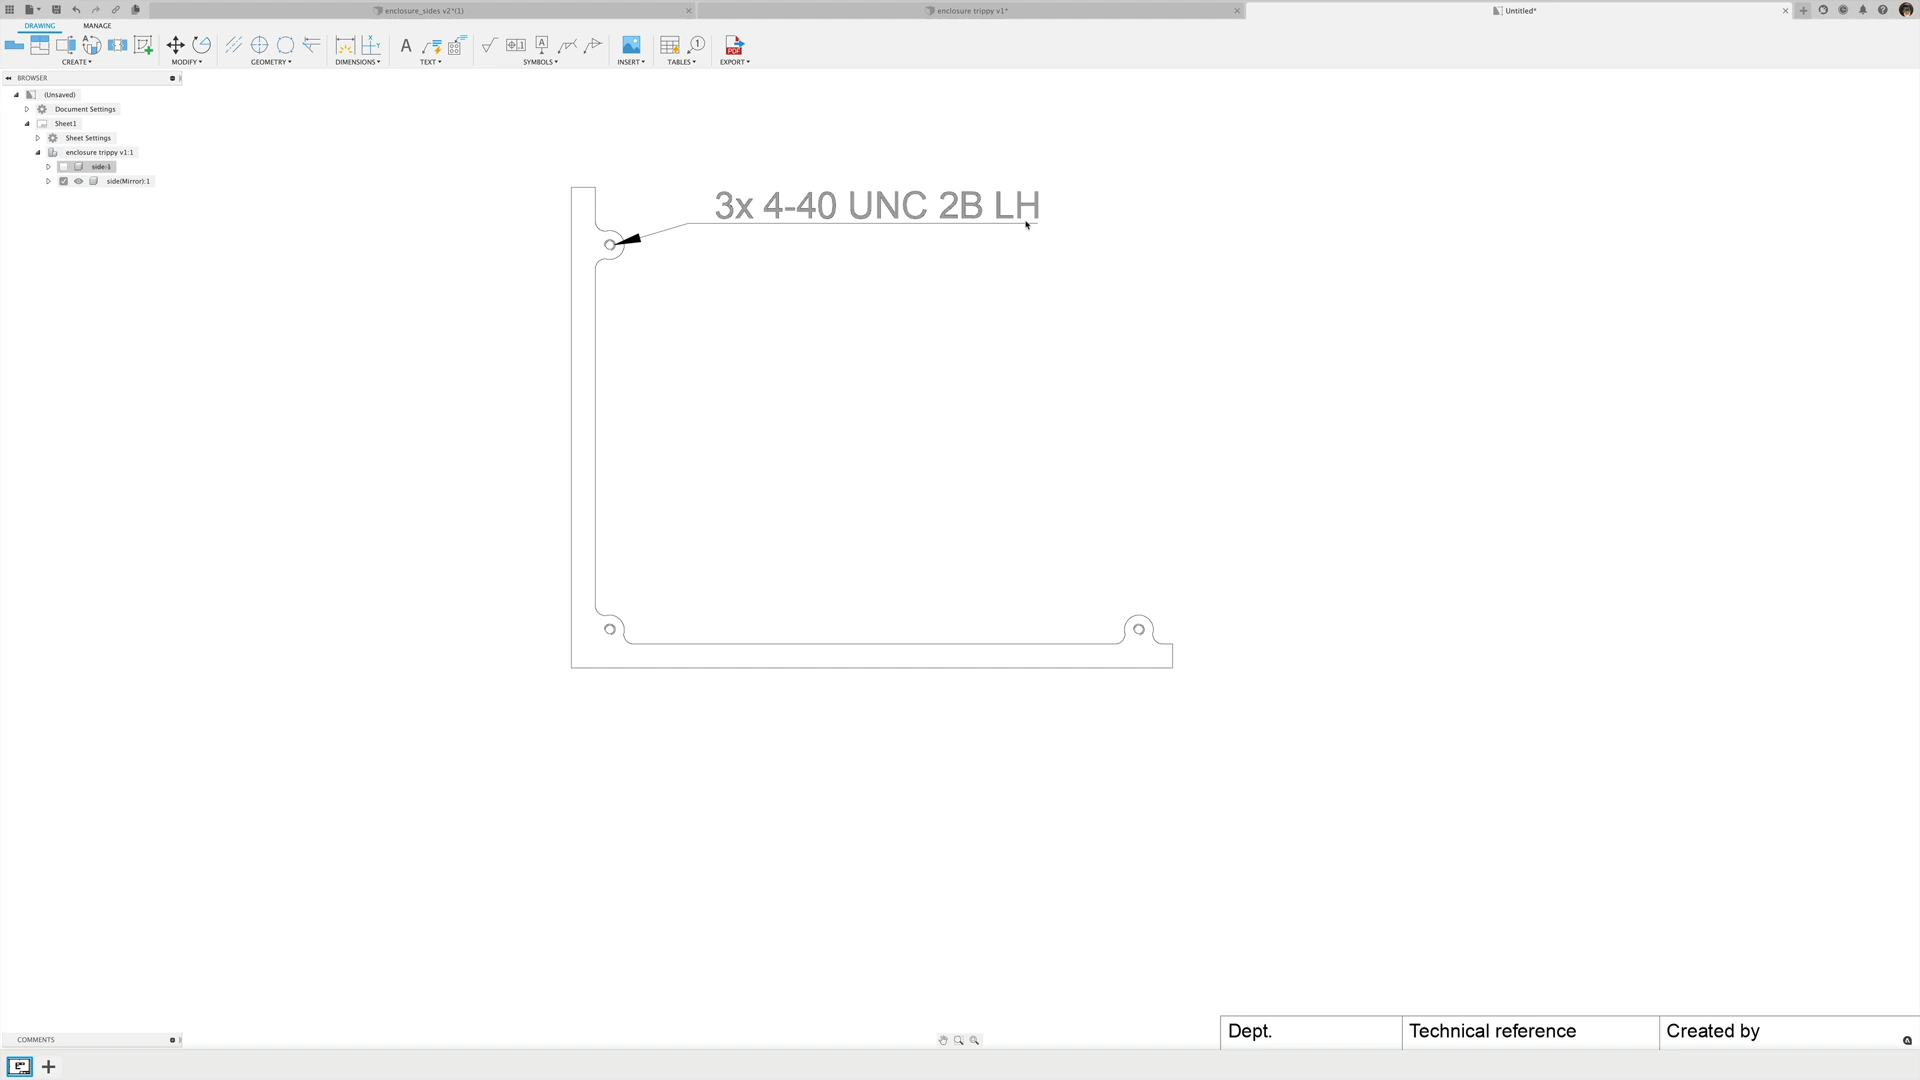 enclosure_sides v2*(1)
enclosure trippy v1*
Untitled*
DRAWING
MANAGE
CREATE
MODIFY
GEOMETRY
DIMENSIONS
TEXT
SYMBOLS
INSERT
TABLES
EXPORT
BROWSER
(Unsaved)
Document Settings
Sheet1
Sheet Settings
enclosure trippy v1:1
side:1
side(Mirror):1
3x 4-40 UNC 2B LH
Dept.
Technical reference
Created by
COMMENTS